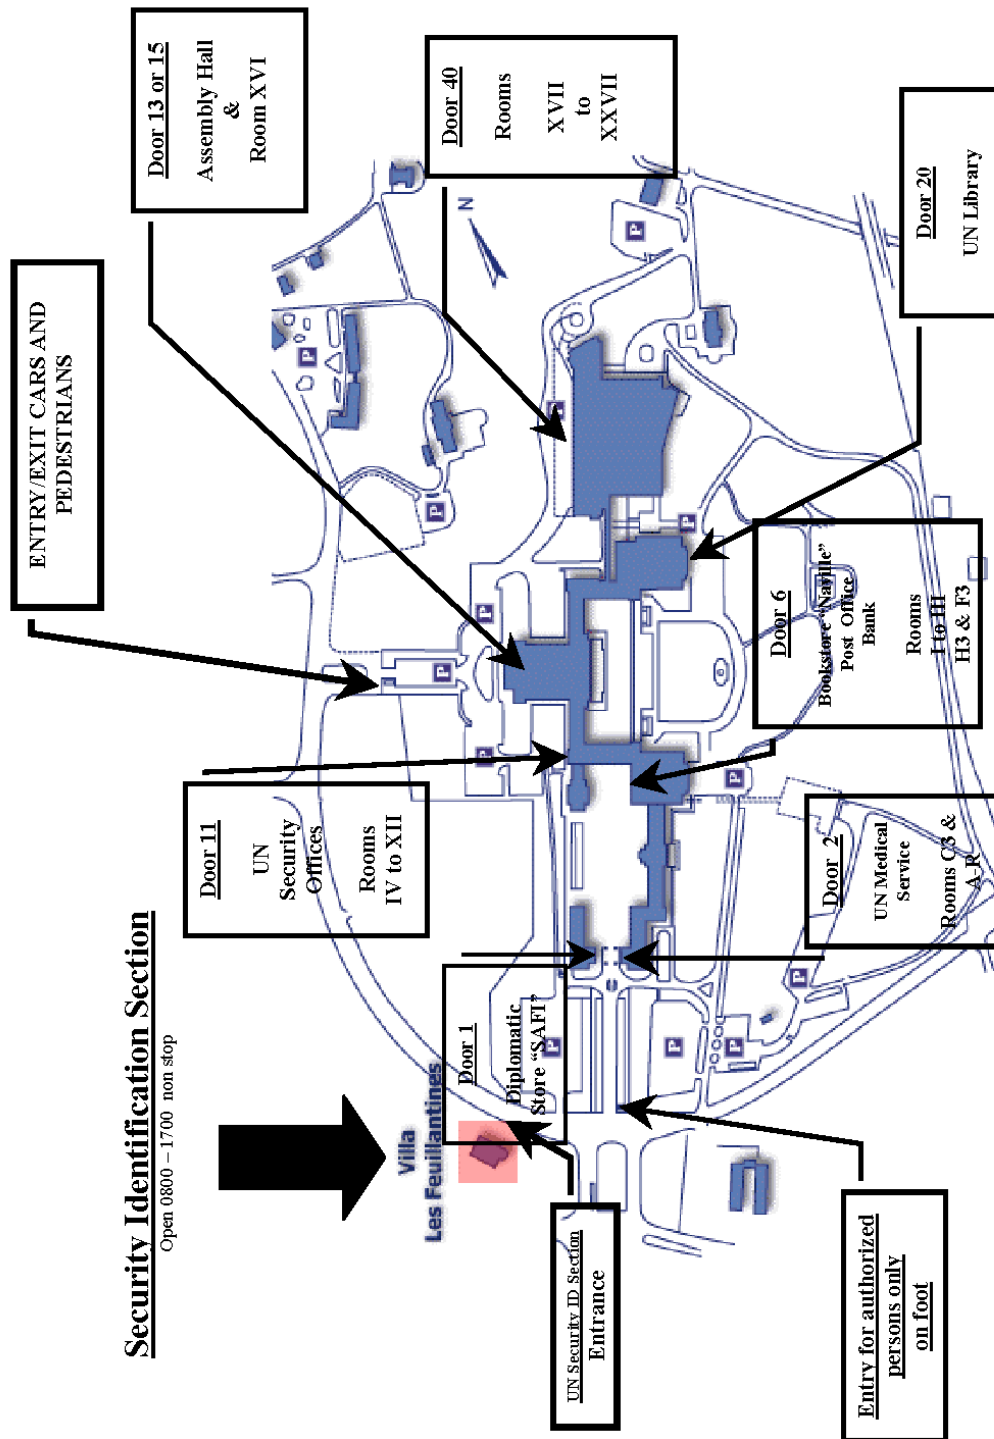 Security Identification Section
Open 0800 – 1700  non stop
Villa
Les Feuillantines
UN Security ID Section
Entrance
Entry for authorized
persons only
on foot
Door 1
Diplomatic
Store “SAFI”
Door 2
UN Medical
Service
Rooms C3 &
A-R
Door 11
UN
Security
Offices
Rooms
IV to XII
Door 6
Bookstore “Naville”
Post Office
Bank
Rooms
I to III
H3 & F3
ENTRY/EXIT CARS AND
PEDESTRIANS
Door 13 or 15
Assembly Hall
&
Room XVI
Door 40
Rooms
XVII
to
XXVII
Door 20
UN Library
N
P
P
P
P
P
P
P
P
P
P
P
P
P